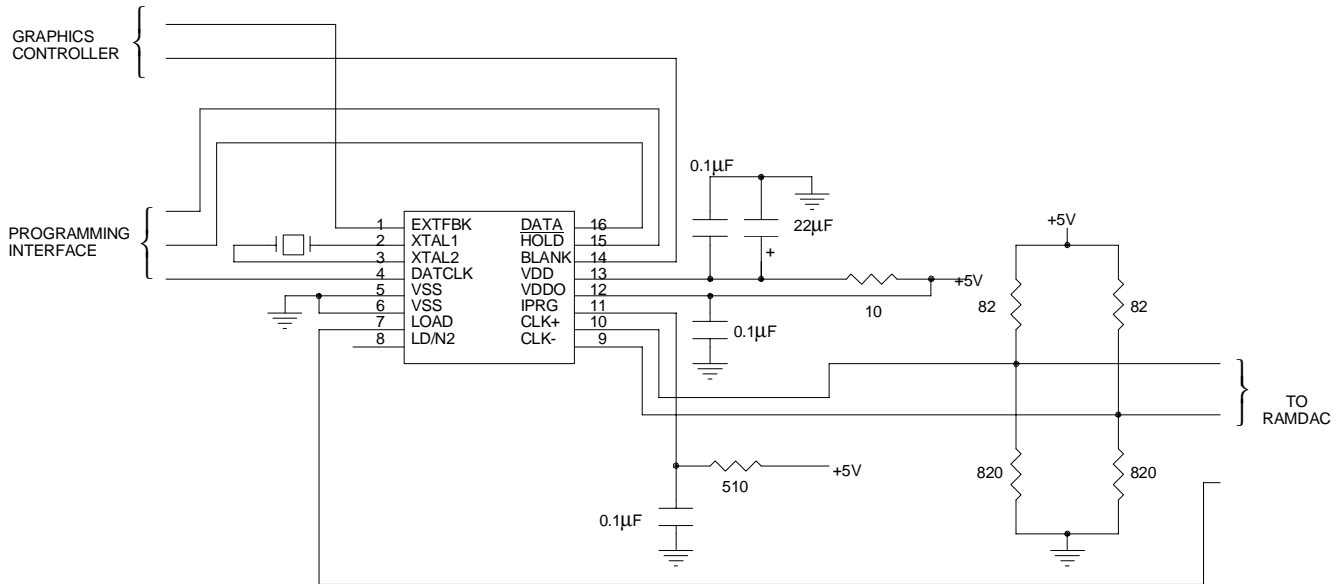 GRAPHICS
CONTROLLER
PROGRAMMING
INTERFACE
1 EXTFBK
2 XTAL1
3 XTAL2
4 DATCLK
5 VSS
6 VSS
7 LOAD
8 LD/N2
DATA 16
HOLD 15
BLANK 14
VDD 13
VDDO 12
IPRG 11
CLK+ 10
CLK- 9
0.1µF
22µF
+
+5V
10
0.1µF
+5V
510
0.1µF
+5V
82
82
820
820
TO
RAMDAC